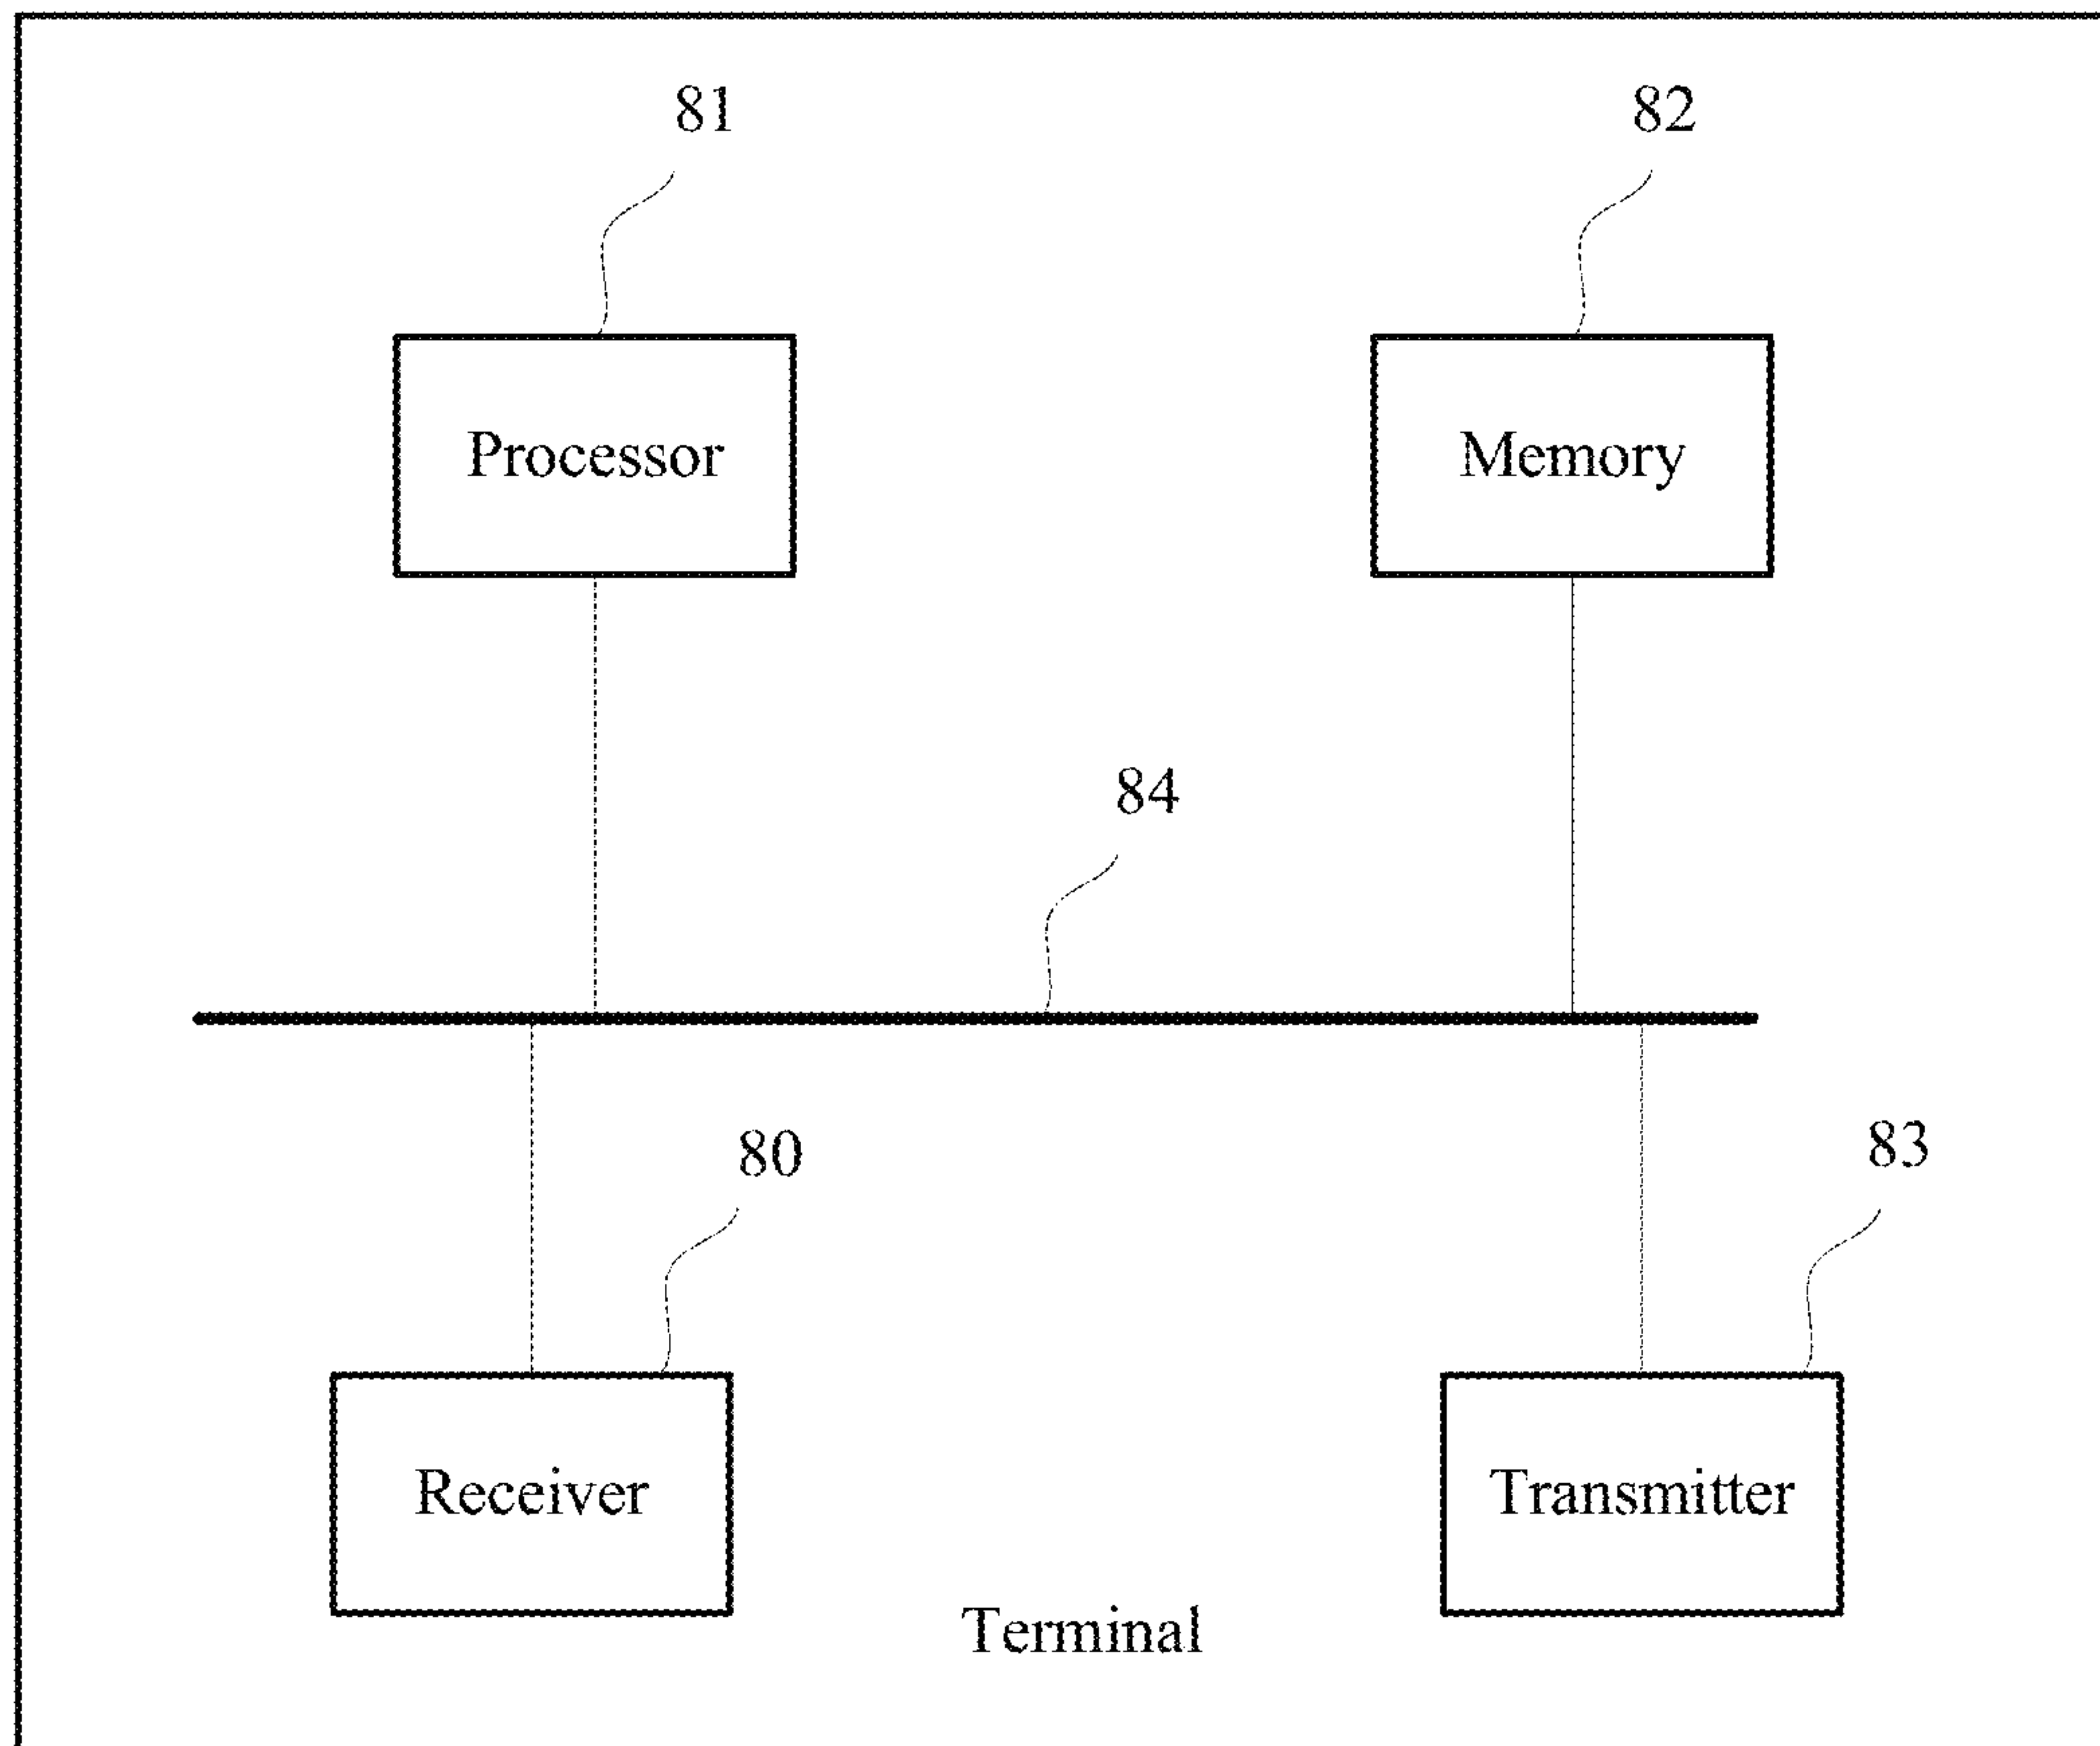 81
82
Processor
Memory
84
80
83
Receiver
Transmitter
Terminal